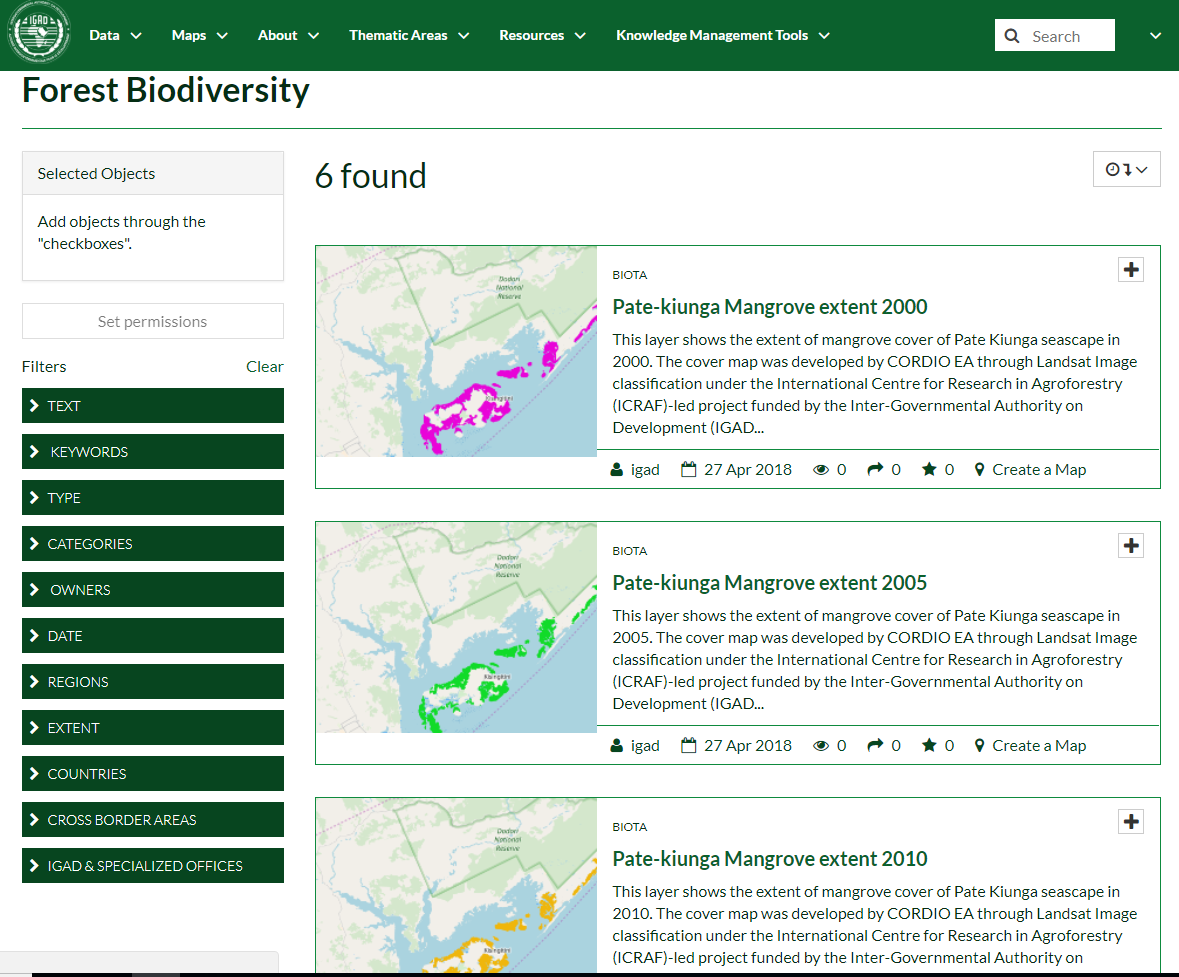 IGAD
Data
Maps
About
Thematic Areas
Resources
Knowledge Management Tools
Search
Forest Biodiversity
Selected Objects
Add objects through the
"checkboxes".
Set permissions
Filters
Clear
TEXT
KEYWORDS
TYPE
CATEGORIES
OWNERS
DATE
REGIONS
EXTENT
COUNTRIES
CROSS BORDER AREAS
IGAD & SPECIALIZED OFFICES
6 found
Dodori
National
Reserve
BIOTA
Pate-kiunga Mangrove extent 2000
This layer shows the extent of mangrove cover of Pate Kiunga seascape in
2000. The cover map was developed by CORDIO EA through Landsat Image
classification under the International Centre for Research in Agroforestry
(ICRAF)-led project funded by the Inter-Governmental Authority on
Development (IGAD...
igad 27 Apr 2018 0 0 0 Create a Map
Dodori
National
Reserve
Kisingitini
BIOTA
Pate-kiunga Mangrove extent 2005
This layer shows the extent of mangrove cover of Pate Kiunga seascape in
2005. The cover map was developed by CORDIO EA through Landsat Image
classification under the International Centre for Research in Agroforestry
(ICRAF)-led project funded by the Inter-Governmental Authority on
Development (IGAD...
igad 27 Apr 2018 0 0 0 Create a Map
Dodori
National
Reserve
Kisingitini
BIOTA
Pate-kiunga Mangrove extent 2010
This layer shows the extent of mangrove cover of Pate Kiunga seascape in
2010. The cover map was developed by CORDIO EA through Landsat Image
classification under the International Centre for Research in Agroforestry
(ICRAF)-led project funded by the Inter-Governmental Authority on